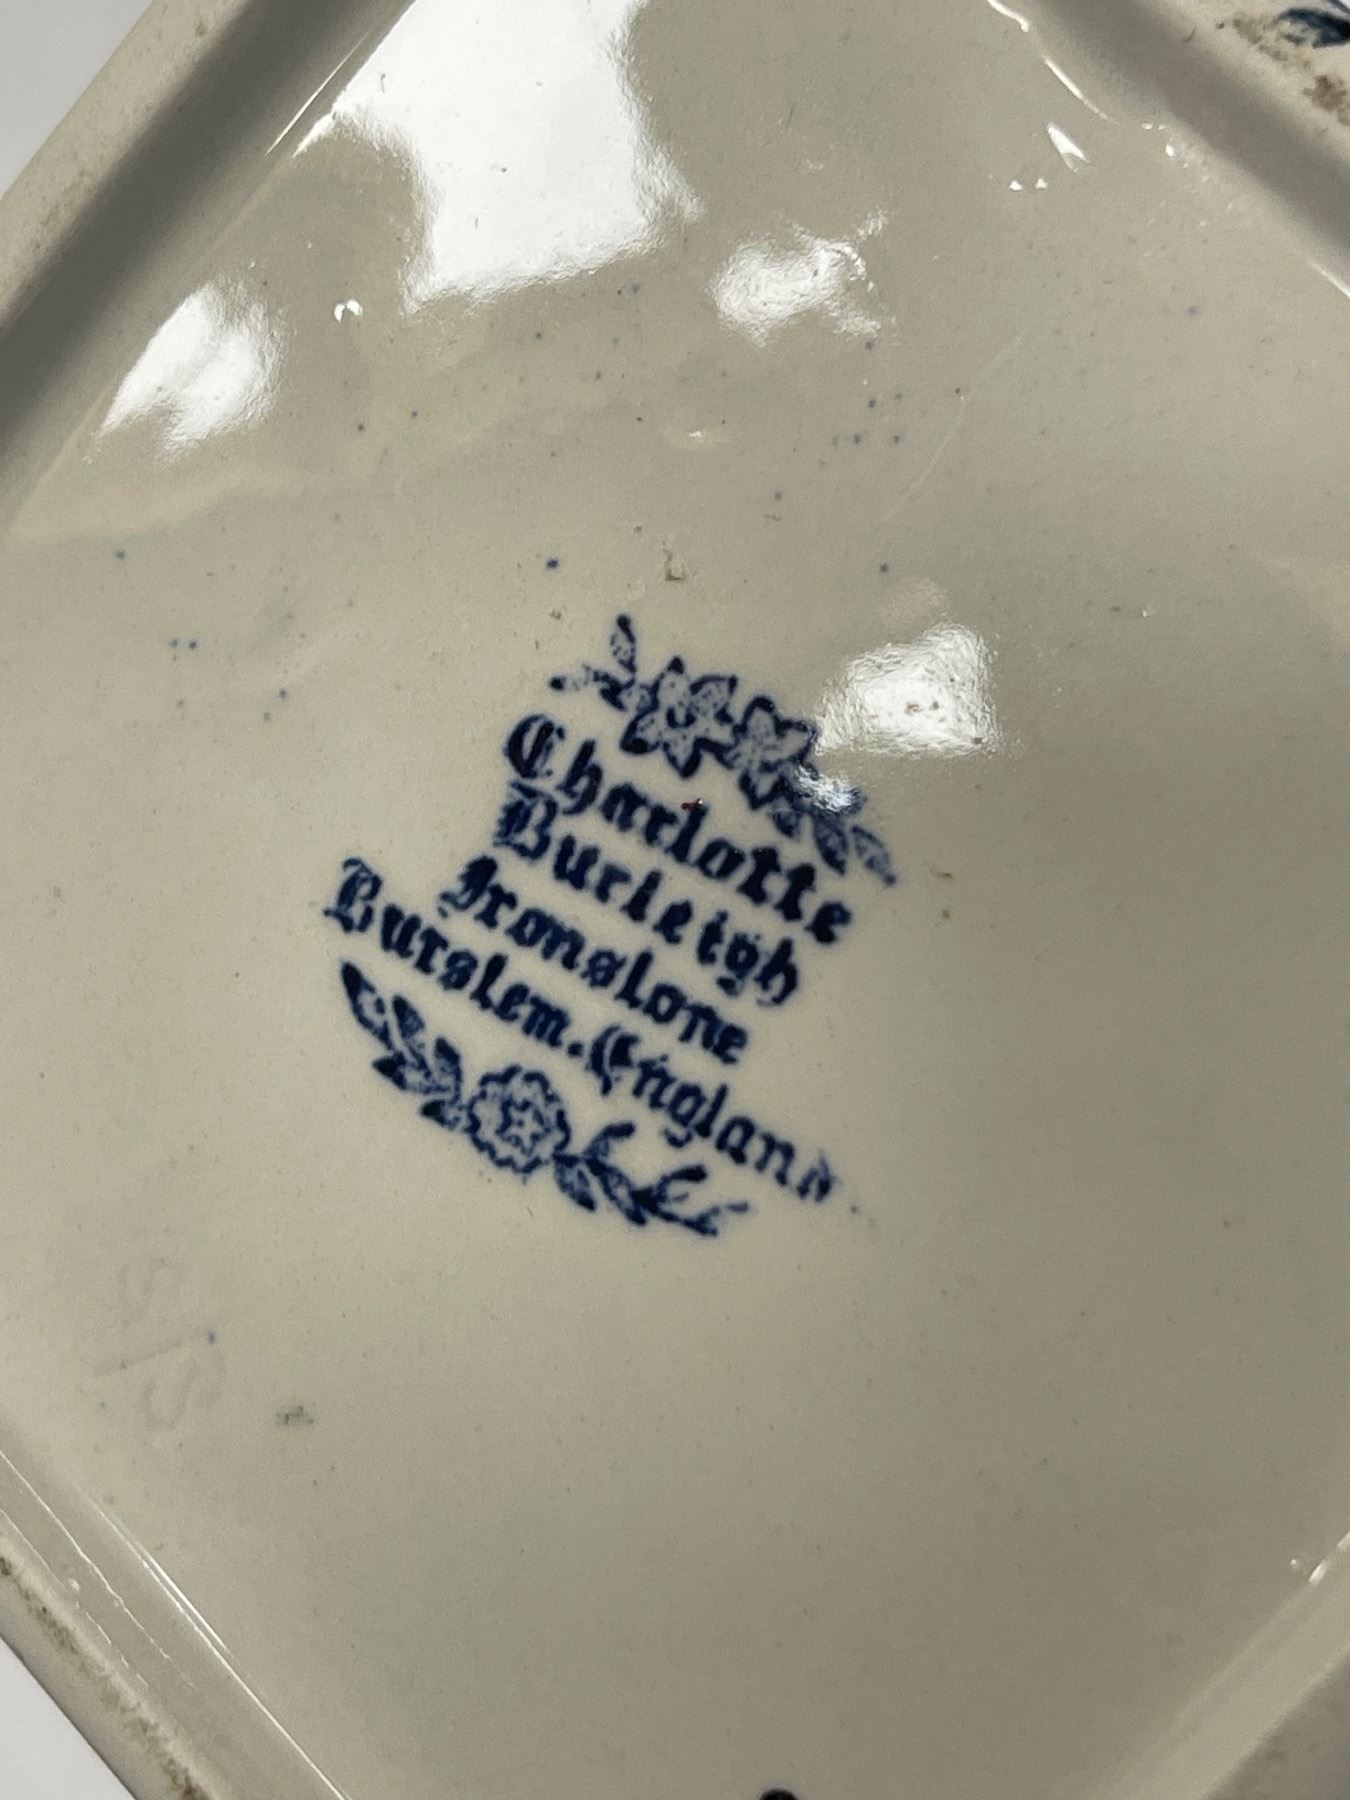 Charlotte
Burleigh
Ironstone
Burslem. England